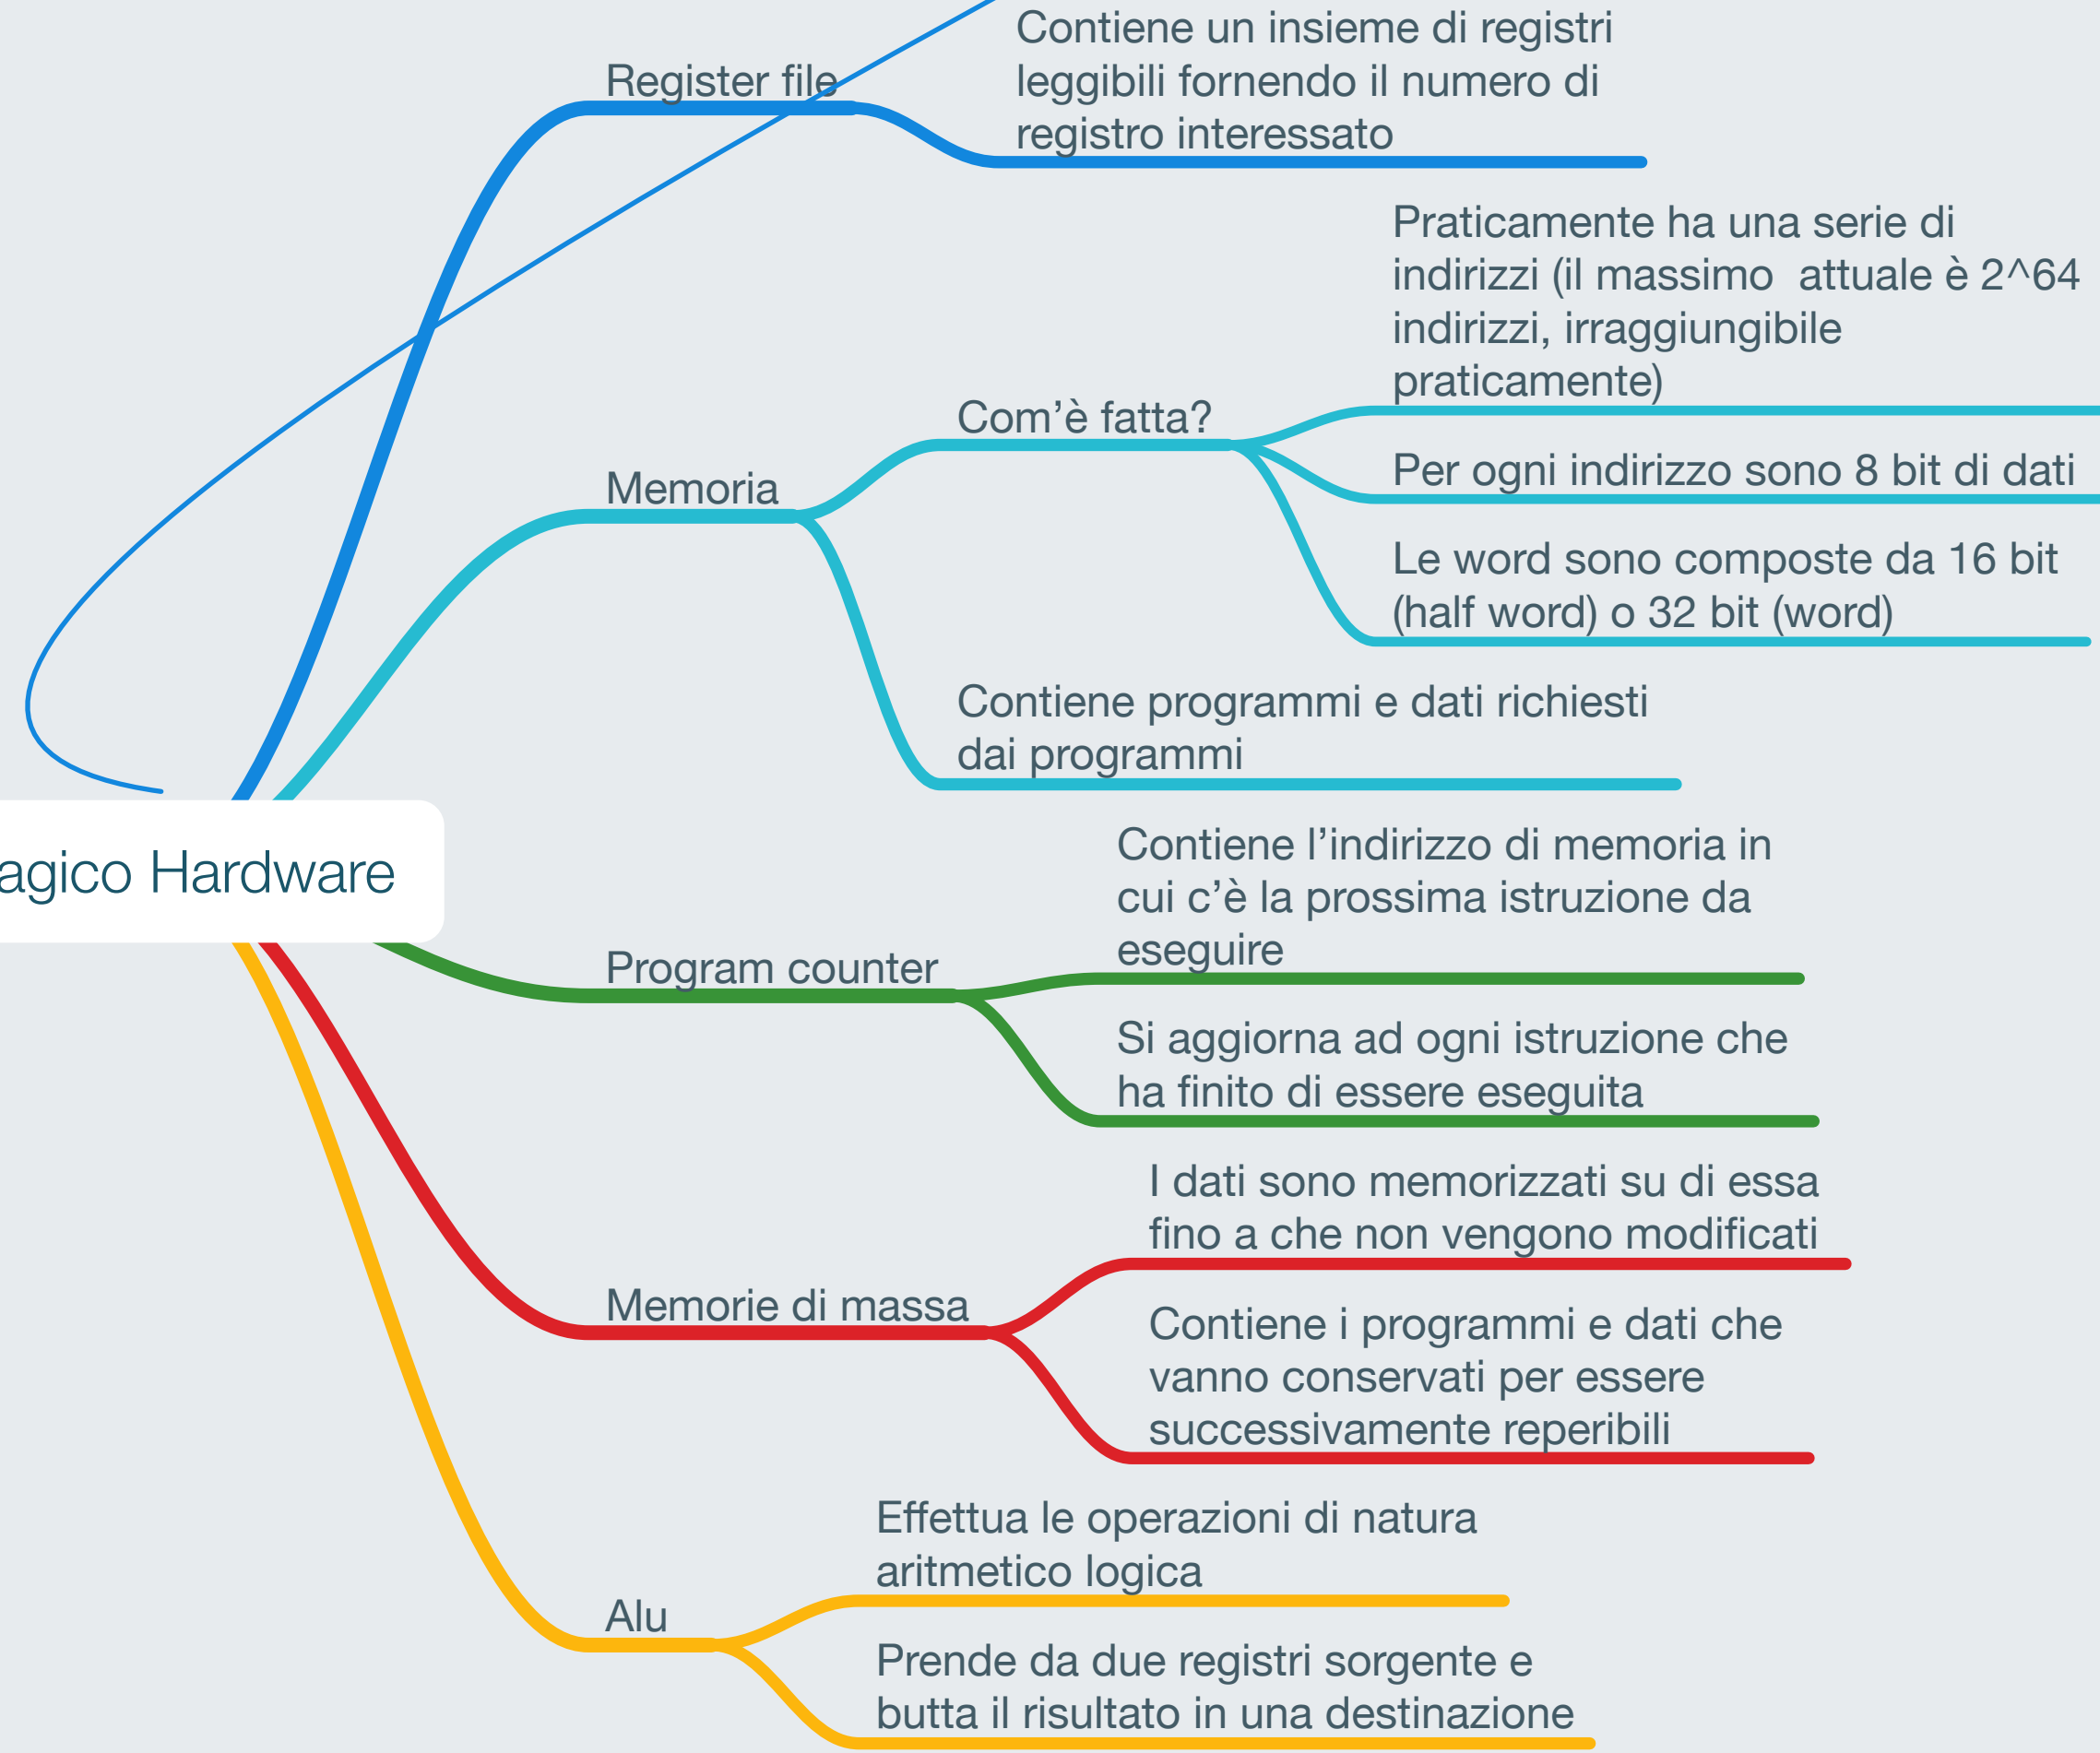 Contiene un insieme di registri
leggibili fornendo il numero di
registro interessato
Register file
Praticamente ha una serie di
indirizzi (il massimo  attuale è 2^64
indirizzi, irraggiungibile
praticamente)
Com’è fatta?
Per ogni indirizzo sono 8 bit di dati
Memoria
Le word sono composte da 16 bit
(half word) o 32 bit (word)
Contiene programmi e dati richiesti
dai programmi
agico Hardware
Contiene l’indirizzo di memoria in
cui c’è la prossima istruzione da
eseguire
Program counter
Si aggiorna ad ogni istruzione che
ha finito di essere eseguita
I dati sono memorizzati su di essa
fino a che non vengono modificati
Memorie di massa
Contiene i programmi e dati che
vanno conservati per essere
successivamente reperibili
Effettua le operazioni di natura
aritmetico logica
Alu
Prende da due registri sorgente e
butta il risultato in una destinazione